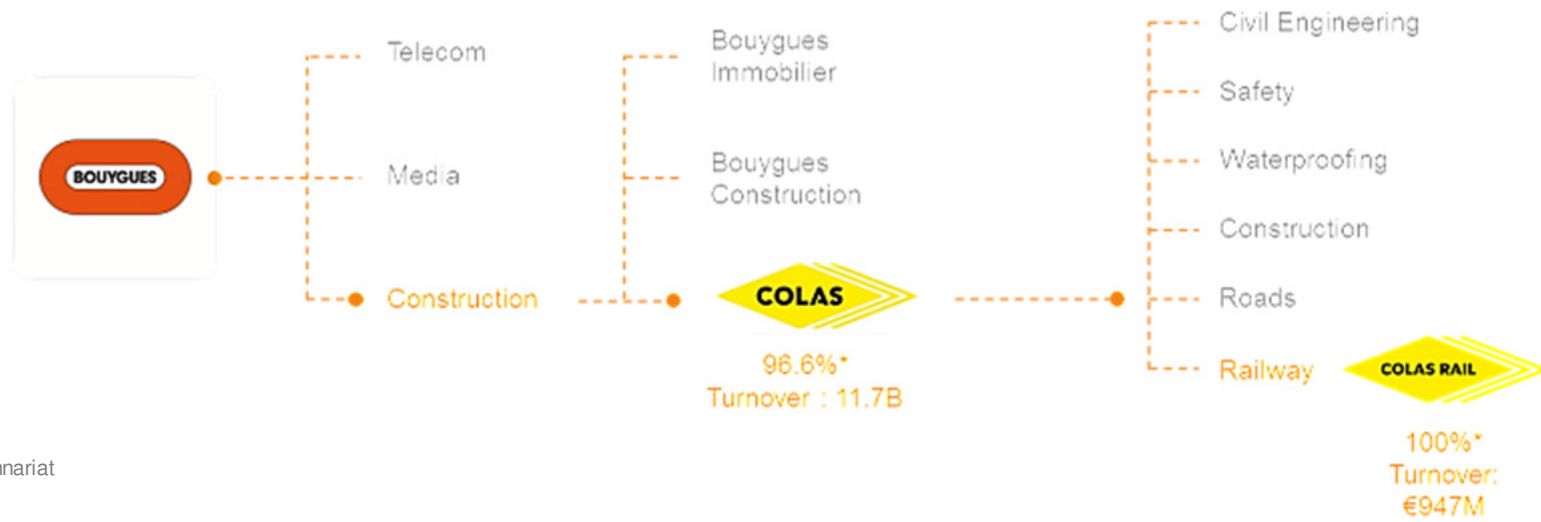 BOUYGUES
Telecom
Media
Construction
Bouygues
Immobilier
Bouygues
Construction
COLAS
96.6%*
Turnover : 11.7B
Civil Engineering
Safety
Waterproofing
Construction
Roads
Railway
COLAS RAIL
100%*
Turnover:
€947M